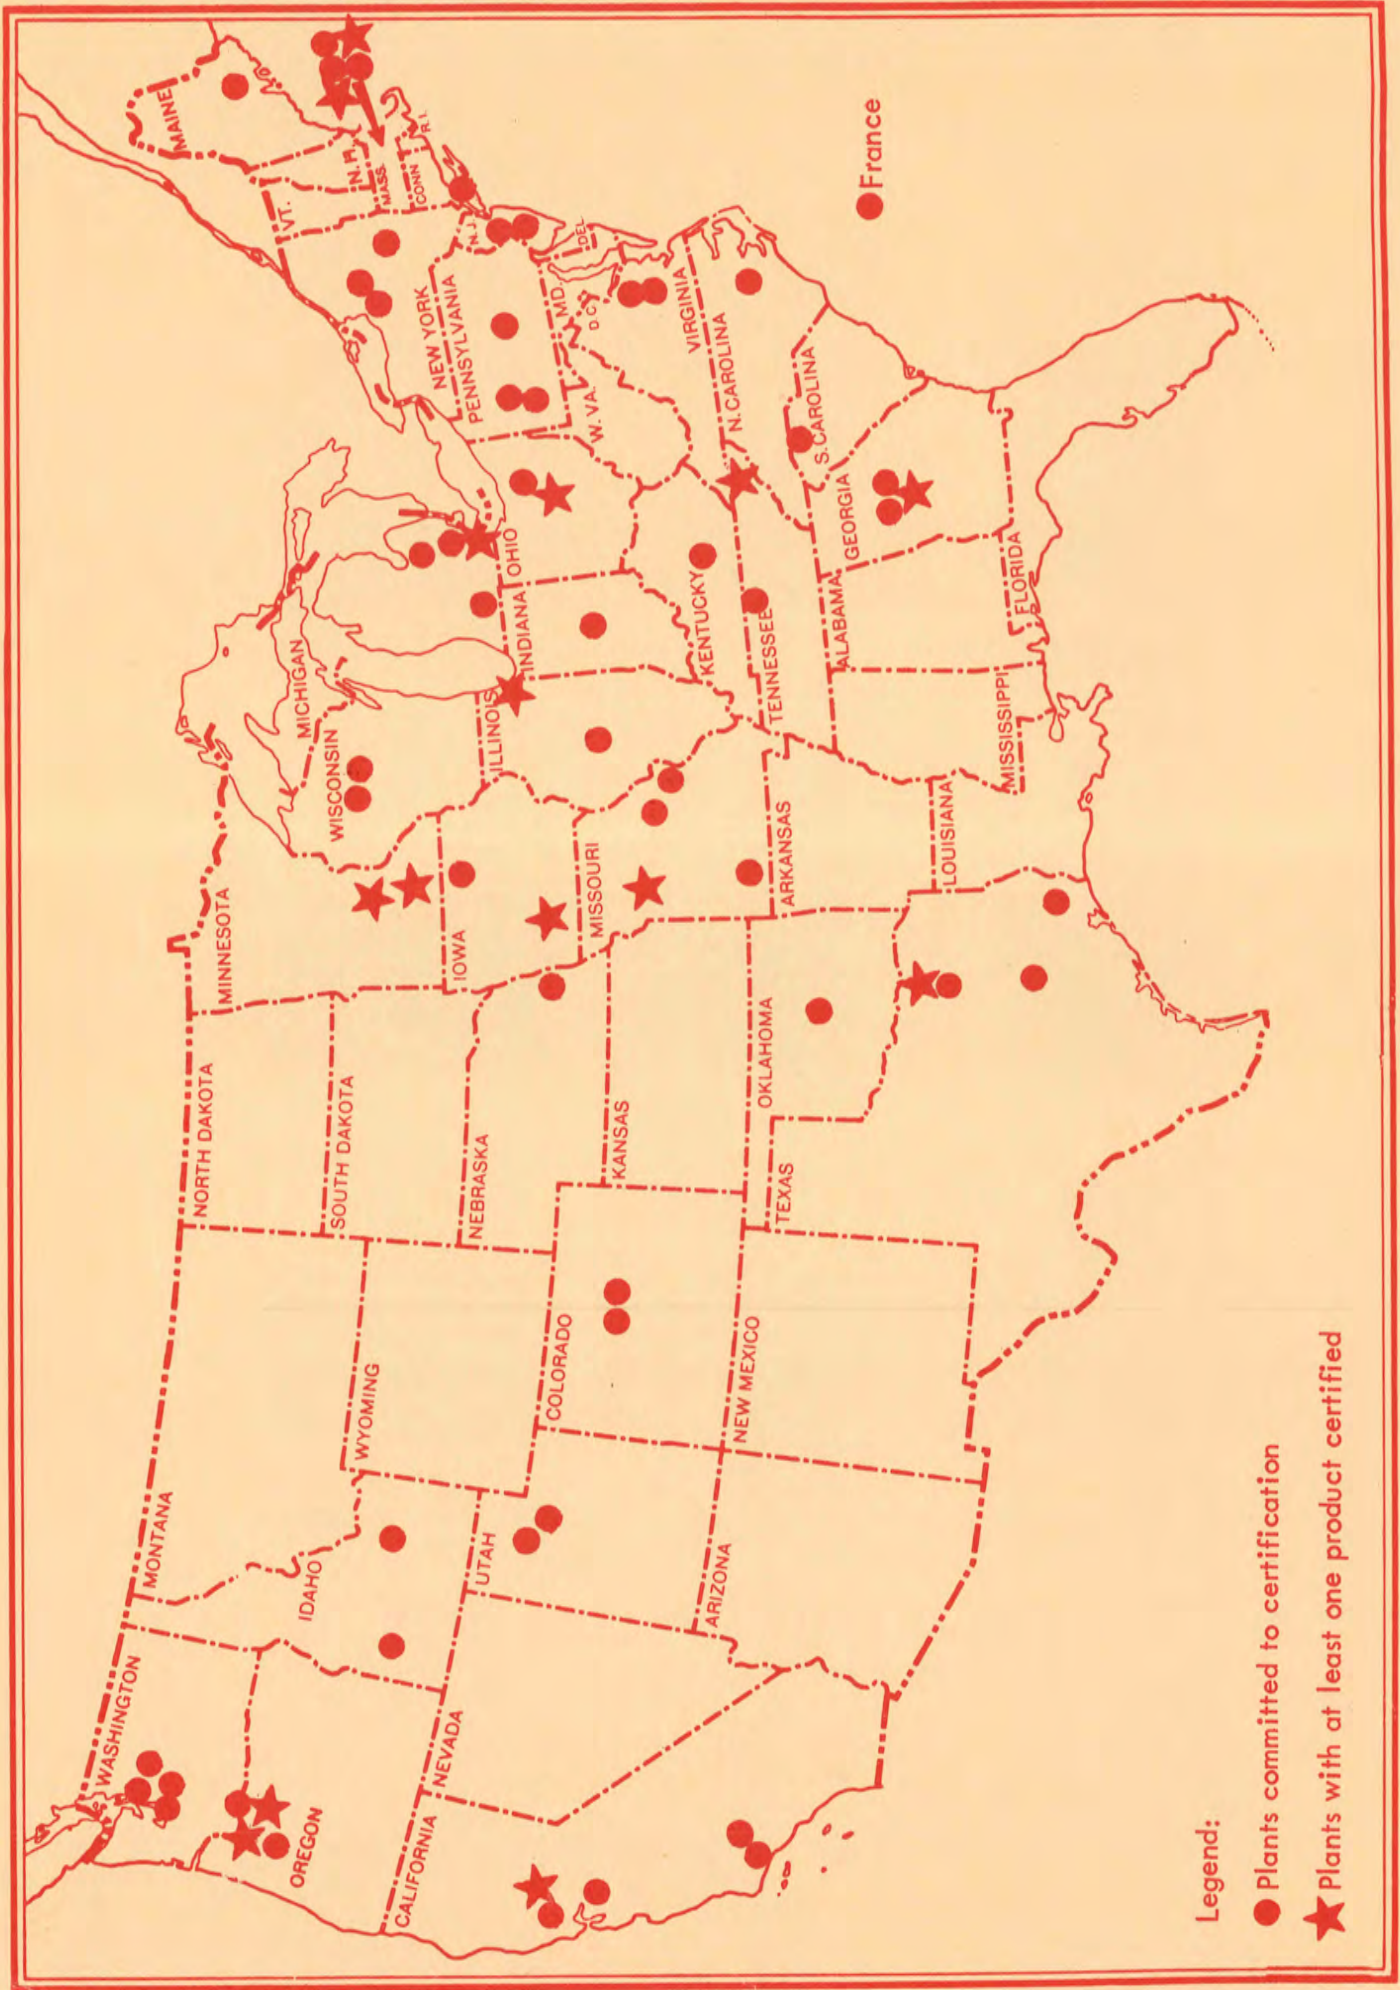 WASHINGTON
MONTANA
NORTH DAKOTA
MINNESOTA
MICHIGAN
MAINE
VT.
N. H.
MASS.
CONN
R. I.
OREGON
IDAHO
WYOMING
SOUTH DAKOTA
WISCONSIN
NEW YORK
PENNSYLVANIA
N. J.
CALIFORNIA
NEVADA
UTAH
COLORADO
NEBRASKA
IOWA
ILLINOIS
INDIANA
OHIO
W. VA.
MD.
DEL
D.C.
KANSAS
MISSOURI
KENTUCKY
VIRGINIA
ARIZONA
NEW MEXICO
TEXAS
OKLAHOMA
ARKANSAS
TENNESSEE
N. CAROLINA
S. CAROLINA
LOUISIANA
MISSISSIPPI
ALABAMA
GEORGIA
FLORIDA
France
Legend:
Plants committed to certification
Plants with at least one product certified